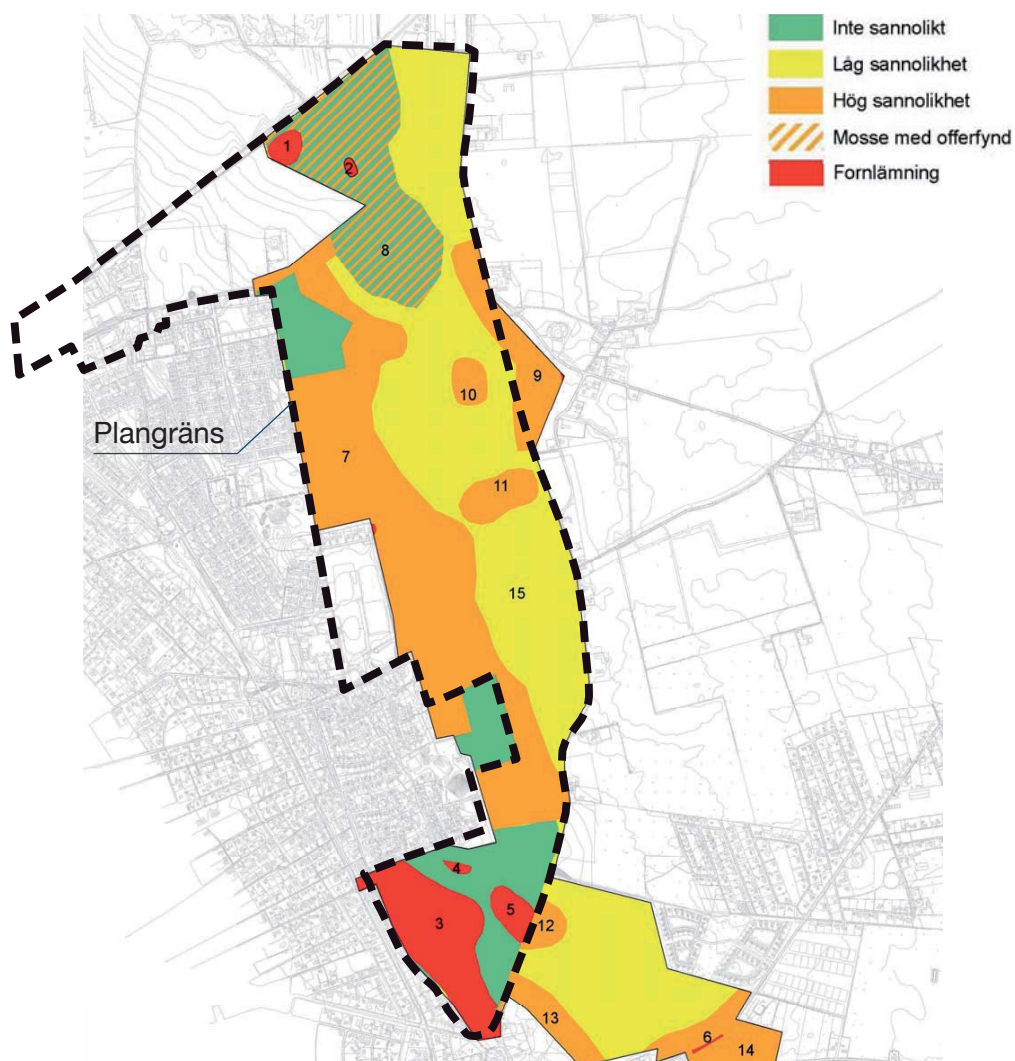 Inte sannolikt
Låg sannolikhet
Hög sannolikhet
Mosse med offerfynd
Fornlämning
1
2
8
9
10
Plangräns
7
11
15
4
5
3
12
13
6
14